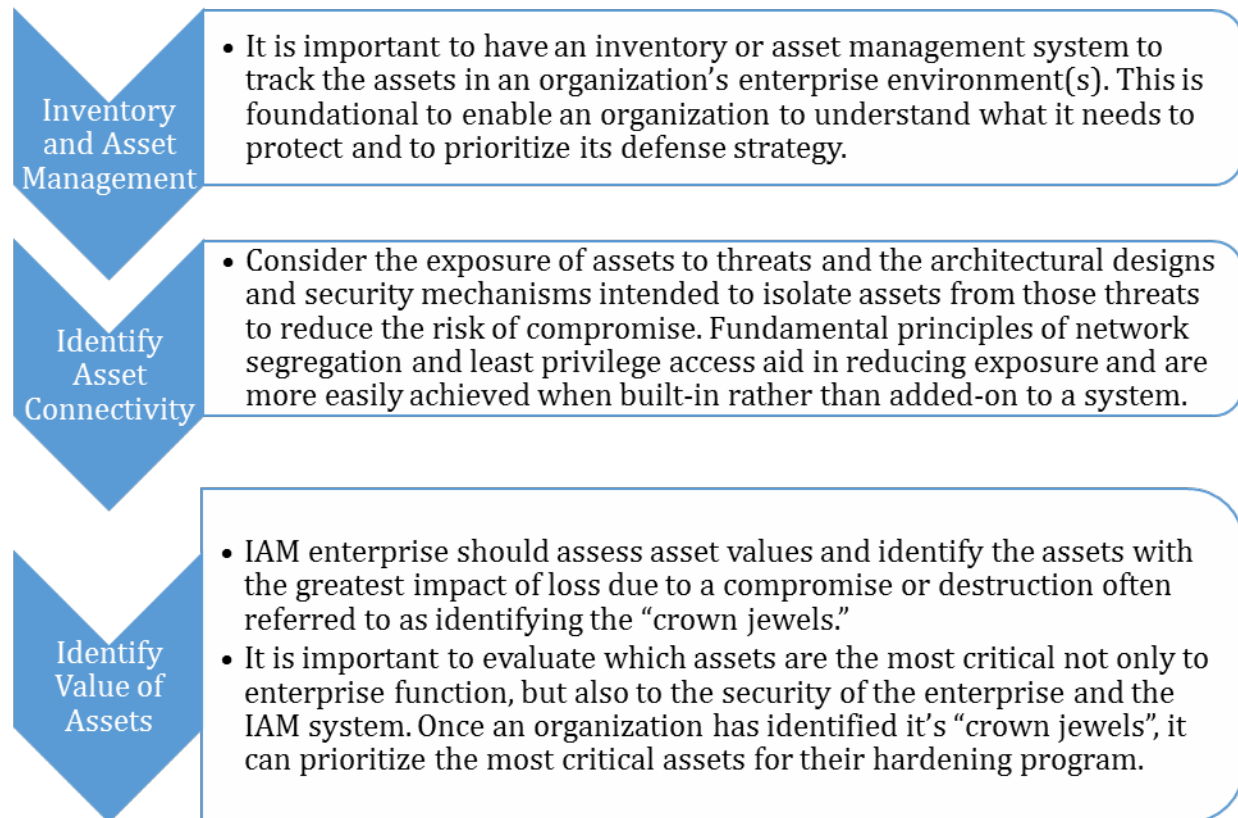 Inventory
and Asset
Management
• It is important to have an inventory or asset management system to
track the assets in an organization’s enterprise environment(s). This is
foundational to enable an organization to understand what it needs to
protect and to prioritize its defense strategy.
Identify
Asset
Connectivity
• Consider the exposure of assets to threats and the architectural designs
and security mechanisms intended to isolate assets from those threats
to reduce the risk of compromise. Fundamental principles of network
segregation and least privilege access aid in reducing exposure and are
more easily achieved when built-in rather than added-on to a system.
Identify
Value of
Assets
• IAM enterprise should assess asset values and identify the assets with
the greatest impact of loss due to a compromise or destruction often
referred to as identifying the “crown jewels.”
• It is important to evaluate which assets are the most critical not only to
enterprise function, but also to the security of the enterprise and the
IAM system. Once an organization has identified it’s “crown jewels”, it
can prioritize the most critical assets for their hardening program.